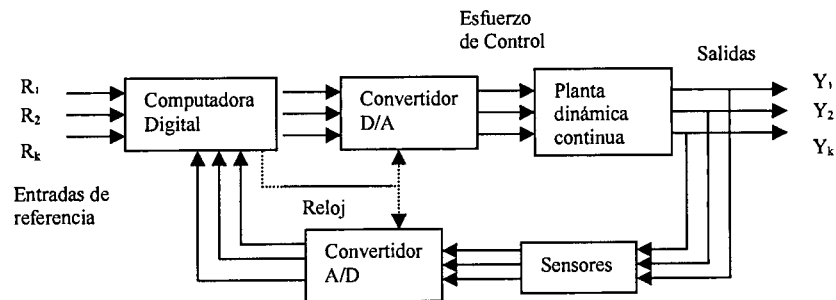 Esfuerzo
de Control
Salidas
R₁
R₂
Rₖ
Computadora
Digital
Convertidor
D/A
Planta
dinámica
continua
Y₁
Y₂
Yₖ
Entradas de
referencia
Reloj
Convertidor
A/D
Sensores